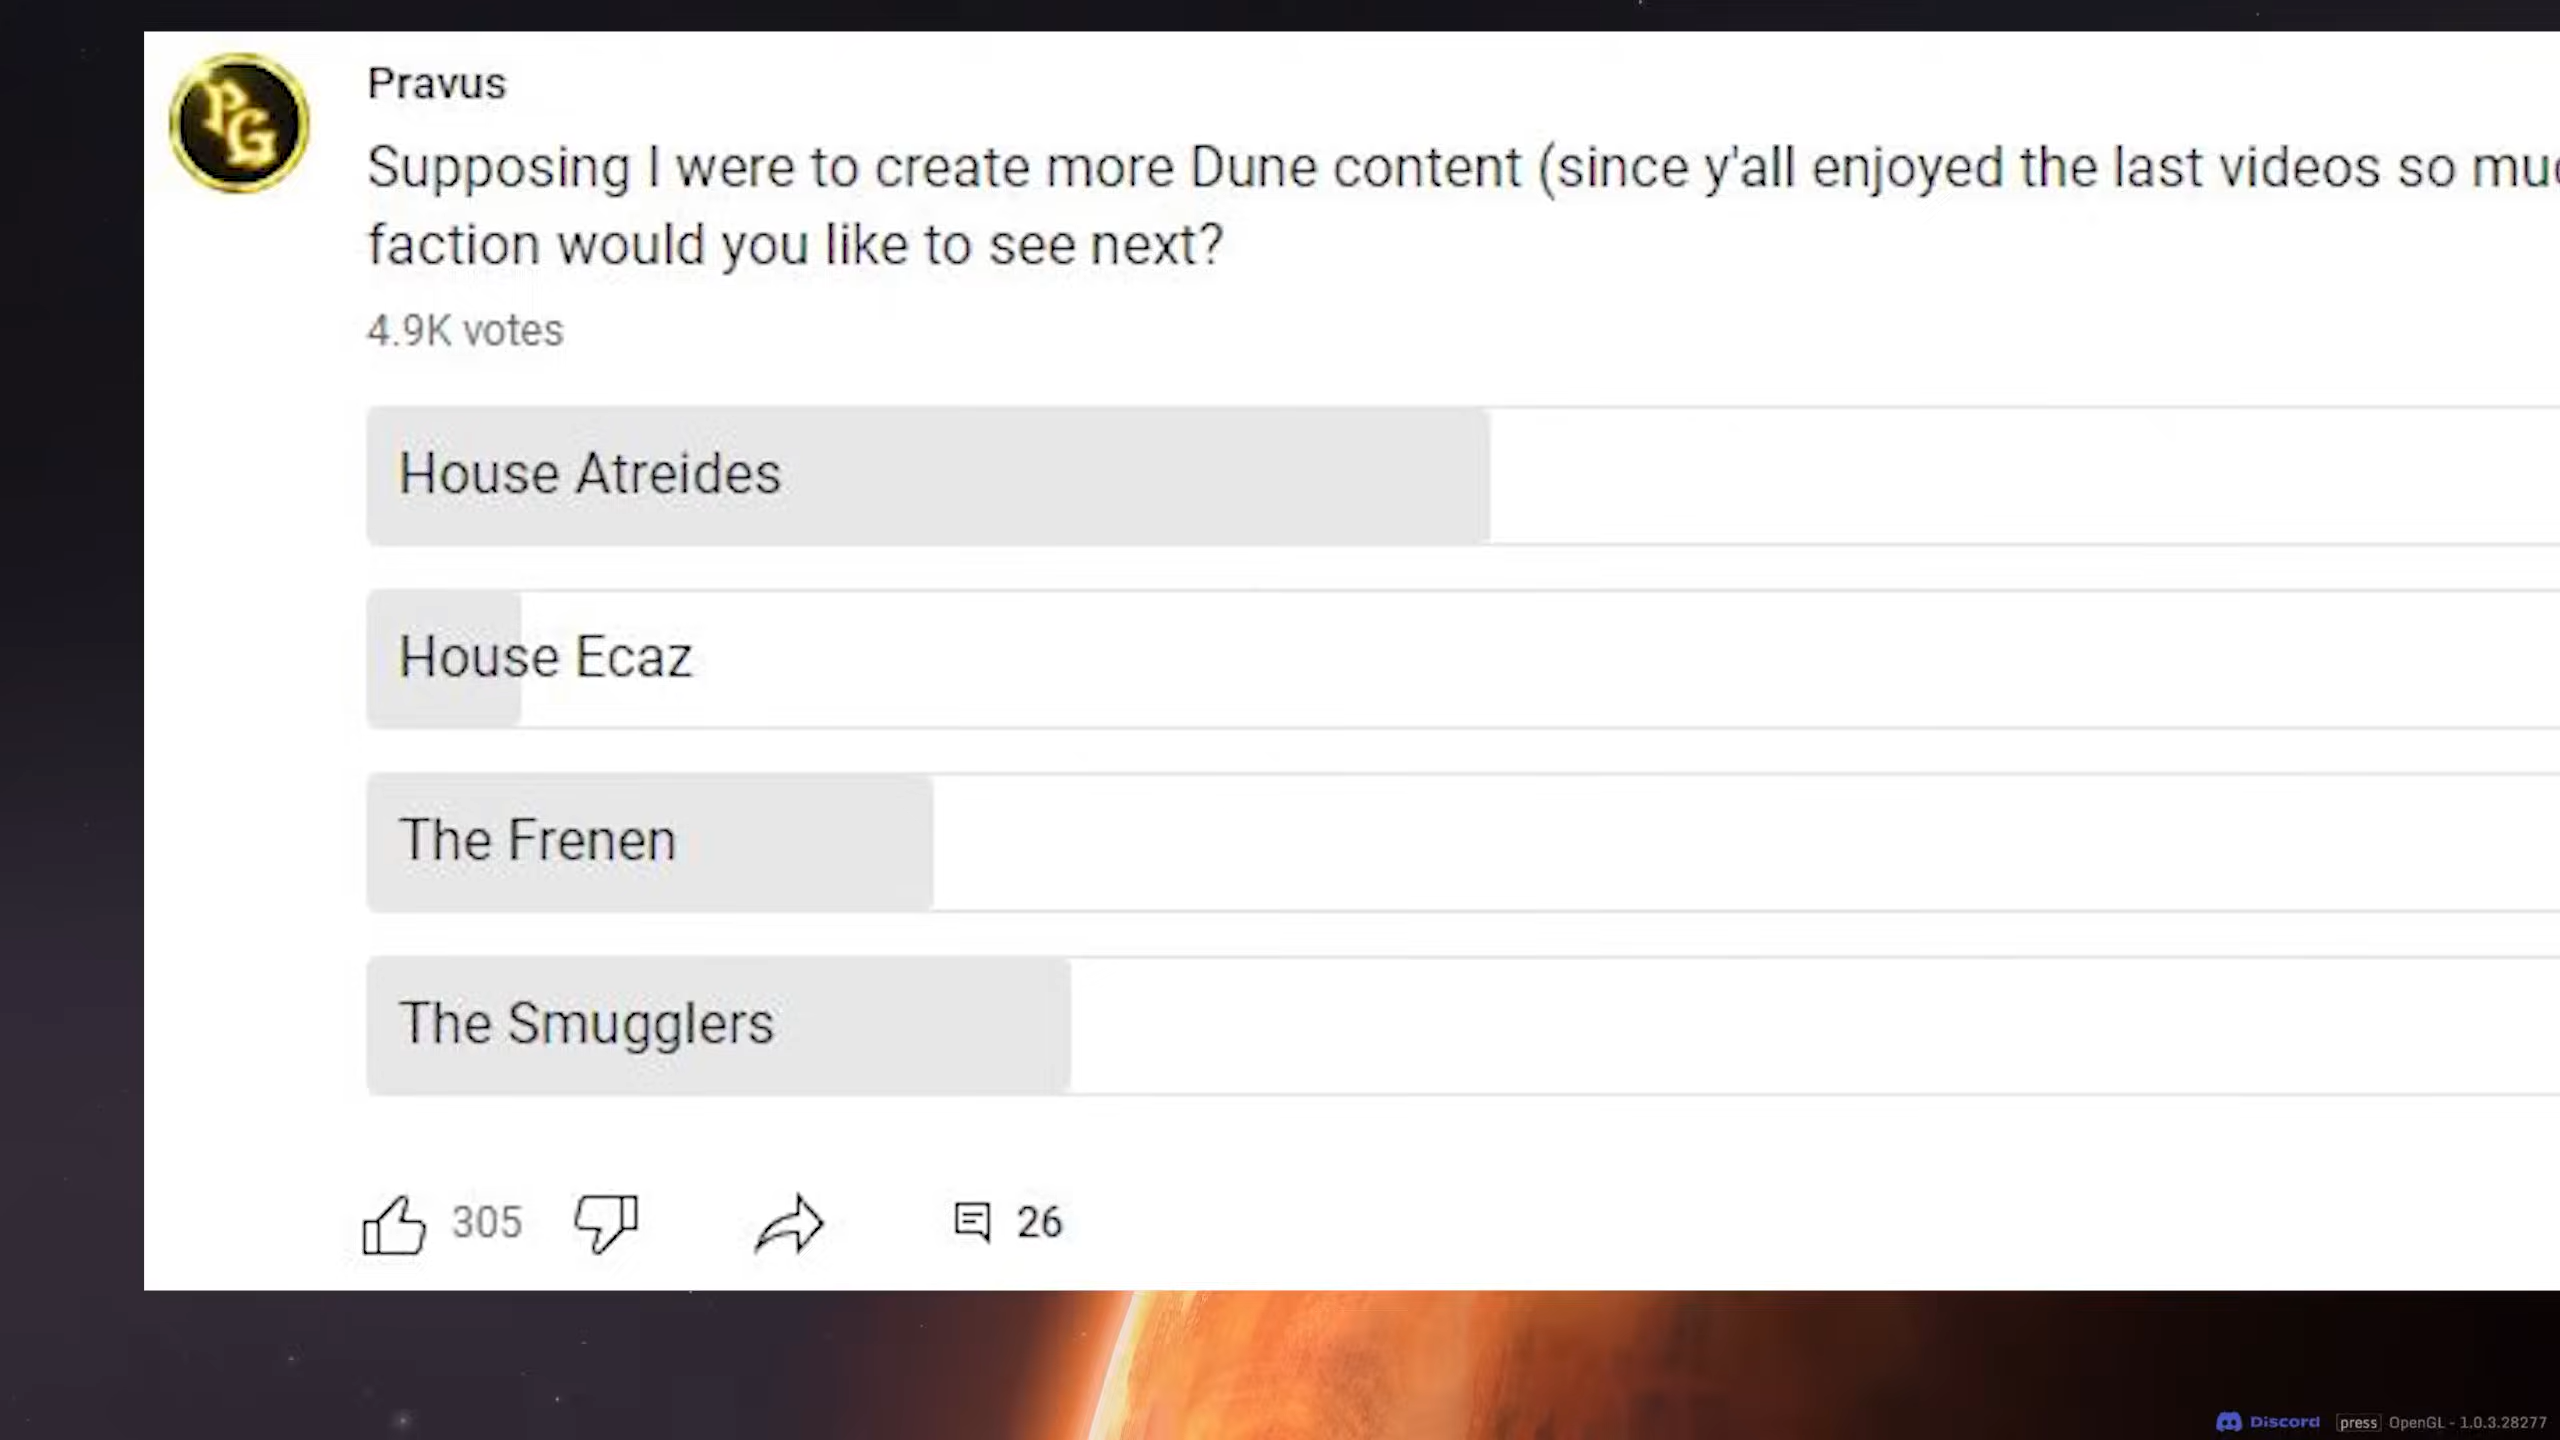 PG
Pravus
Supposing I were to create more Dune content (since y'all enjoyed the last videos so
faction would you like to see next?
4.9K votes
House Atreides
House Ecaz
The Frenen
The Smugglers
305 26
Discord press OpenGL - 1.0.3.28277